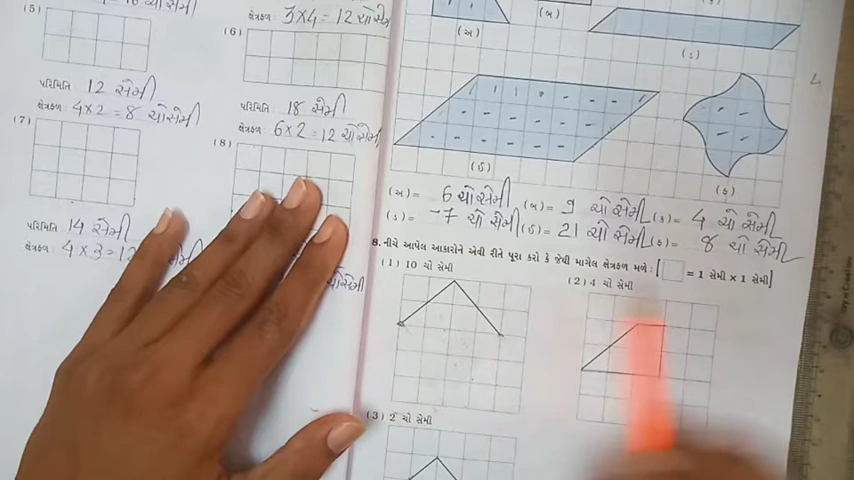 (5)
પરિમિતિ 12 સેમી
ક્ષેત્રફળ 4×2 = 8 ચોસેમી
(7)
પરિમિતિ 14 સેમી
ક્ષેત્રફળ 4×3 =
ક્ષેત્રફળ 3×4 = 12 ચોસેમી
(6)
પરિમિતિ 18 સેમી
ક્ષેત્રફળ 6×2 = 12 ચોસેમી
(8)
ચોસેમી
(અ)
(બ)
(ડ)
(ઈ)
(ફ)
(અ) = 6 ચોસેમી (બ) = 9 ચોસેમી (ક) = 4 ચોસેમી
(ડ) = 7 ચોસેમી (ઈ) = 21 ચોસેમી (ફ) = 8 ચોસેમી
8. નીચે આપેલ આકારોને એવી રીતે પૂરા કરો કે જેથી માગેલ ક્ષેત્રફળ મળે : [ = 1 સેમી × 1 સેમી]
(1) 10 ચો સેમી
(2) 4 ચો સેમી
(3) 2 ચો સેમી